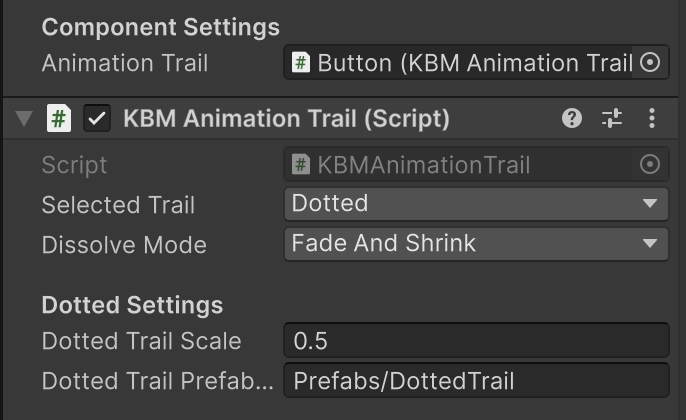 Component Settings
Animation Trail # Button (KBM Animation Trail
# KBM Animation Trail (Script) ?
Script # KBMAnimationTrail
Selected Trail Dotted
Dissolve Mode Fade And Shrink
Dotted Settings
Dotted Trail Scale 0.5
Dotted Trail Prefab... Prefabs/DottedTrail